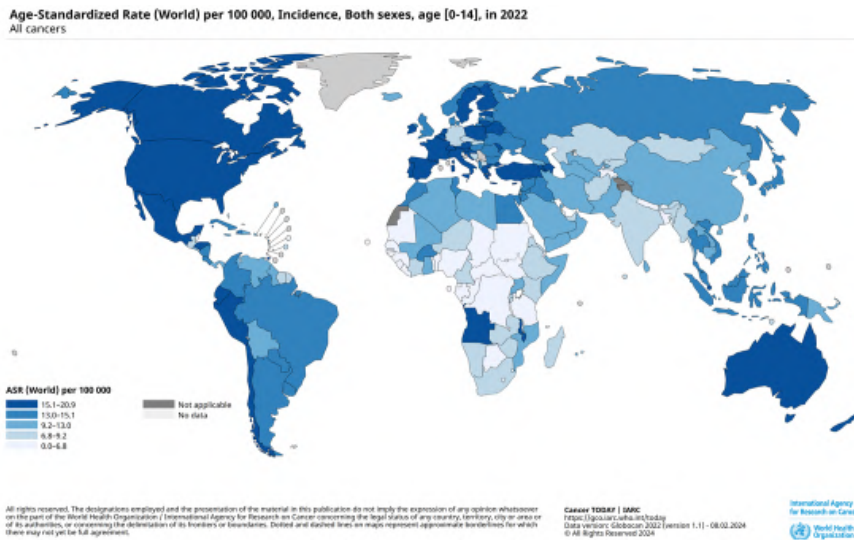 Age-Standardized Rate (World) per 100 000, Incidence, Both sexes, age [0-14], in 2022
All cancers
ASR (World) per 100 000
15.1–20.9
13.0–15.1
9.2–13.0
6.8–9.2
0.0–6.8
Not applicable
No data
All rights reserved. The designations employed and the presentation of the material in this publication do not imply the expression of any opinion whatsoever
on the part of the World Health Organization / International Agency for Research on Cancer concerning the legal status of any country, territory, city or area or
of its authorities, or concerning the delimitation of its frontiers or boundaries. Dotted and dashed lines on maps represent approximate borderlines for which
there may not yet be full agreement.
Cancer TODAY | IARC
https://gco.iarc.who.int/today
Data version: Globocan 2022 (version 1.1) - 08.02.2024
© All Rights Reserved 2024
International Agency
for Research on Cancer
World Health
Organization